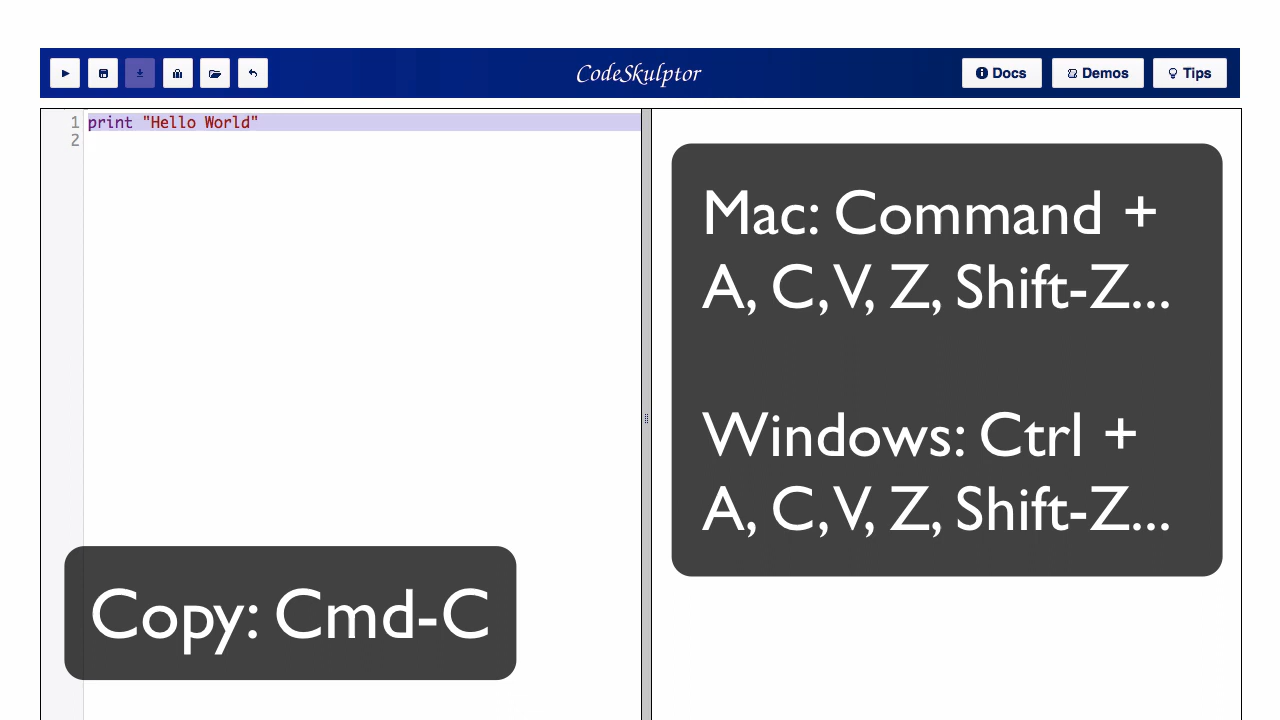 CodeSkulptor
Docs
Demos
Tips
1 print "Hello World"
2
Mac: Command +
A, C, V, Z, Shift-Z...
Windows: Ctrl +
A, C, V, Z, Shift-Z...
Copy: Cmd-C